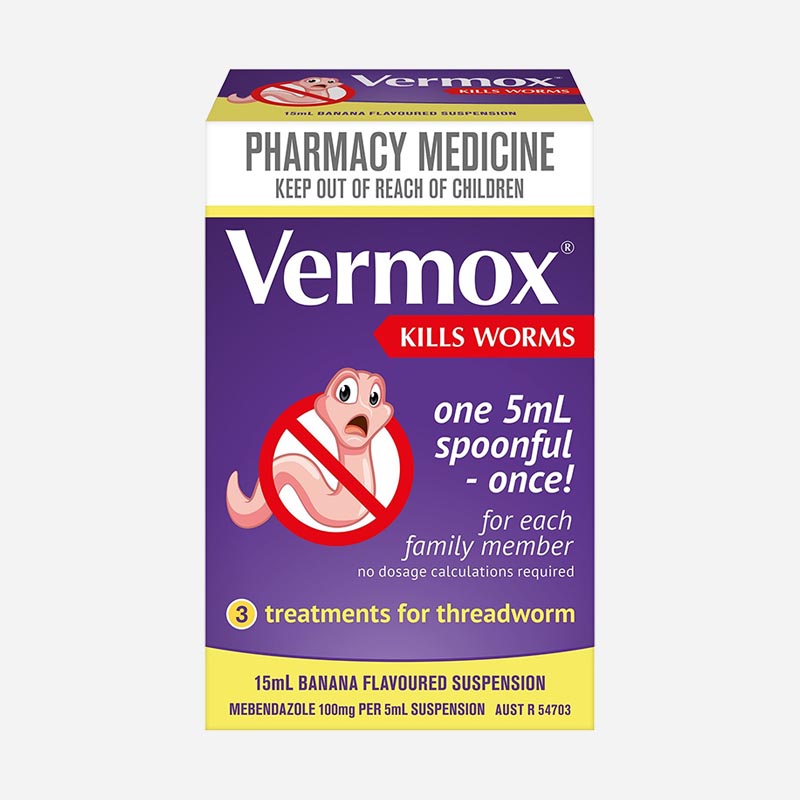 Vermox
KILLS WORMS
15mL BANANA FLAVOURED SUSPENSION
PHARMACY MEDICINE
KEEP OUT OF REACH OF CHILDREN
Vermox®
KILLS WORMS
one 5mL
spoonful
- once!
for each
family member
no dosage calculations required
3 treatments for threadworm
15mL BANANA FLAVOURED SUSPENSION
MEBENDAZOLE 100mg PER 5mL SUSPENSION AUST R 54703